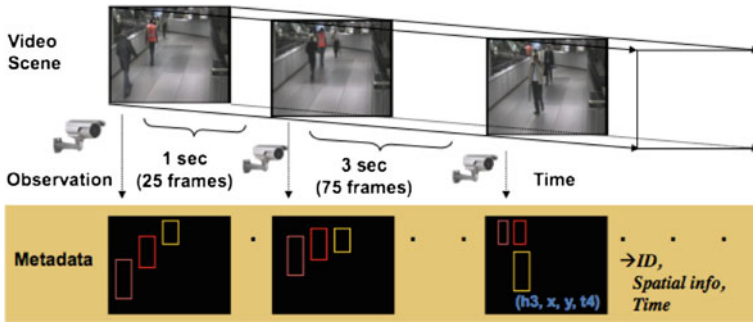 Video
Scene
1 sec
(25 frames)
3 sec
(75 frames)
Observation
Time
Metadata
(h3, x, y, t4)
→ID,
Spatial info,
Time